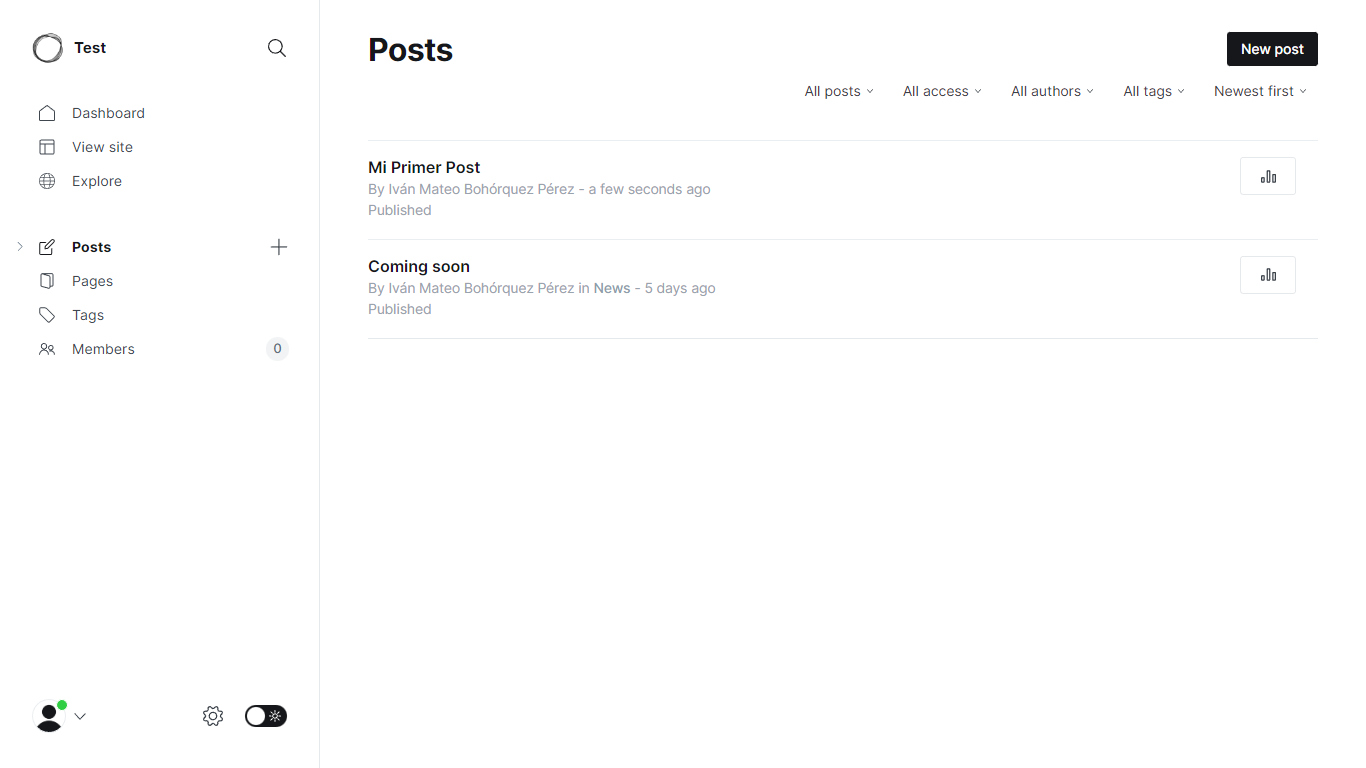 Test
Dashboard
View site
Explore
Posts
Pages
Tags
Members 0
Posts
New post
All posts All access All authors All tags Newest first
Mi Primer Post
By Iván Mateo Bohórquez Pérez - a few seconds ago
Published
Coming soon
By Iván Mateo Bohórquez Pérez in News - 5 days ago
Published